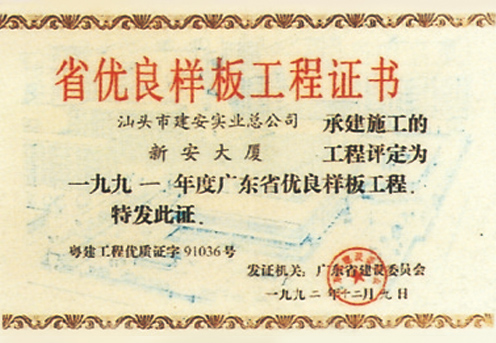 省优良样板工程证书
汕头市建安实业总公司 承建施工的
新安大厦 工程评定为
一九九一年度广东省优良样板工程.
特发此证.
粤建工程优质证字91036号
发证机关：广东省建设委员会
一九九二年十二月九日